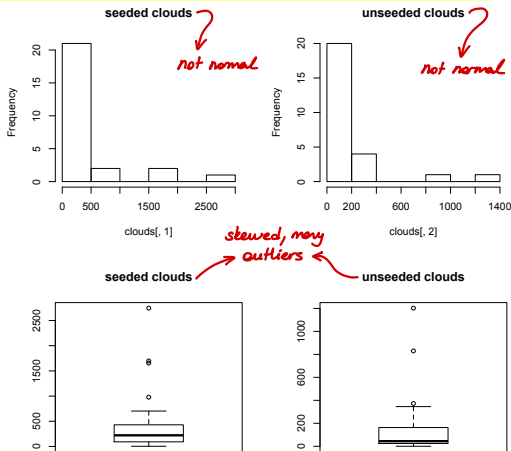 seeded clouds
unseeded clouds
not normal
not normal
Frequency
20
15
10
5
0
0 500 1500 2500
clouds[, 1]
Frequency
20
15
10
5
0
0 200 600 1000 1400
clouds[, 2]
skewed, many
outliers
seeded clouds
unseeded clouds
2500
1500
500
0
1000
600
200
0